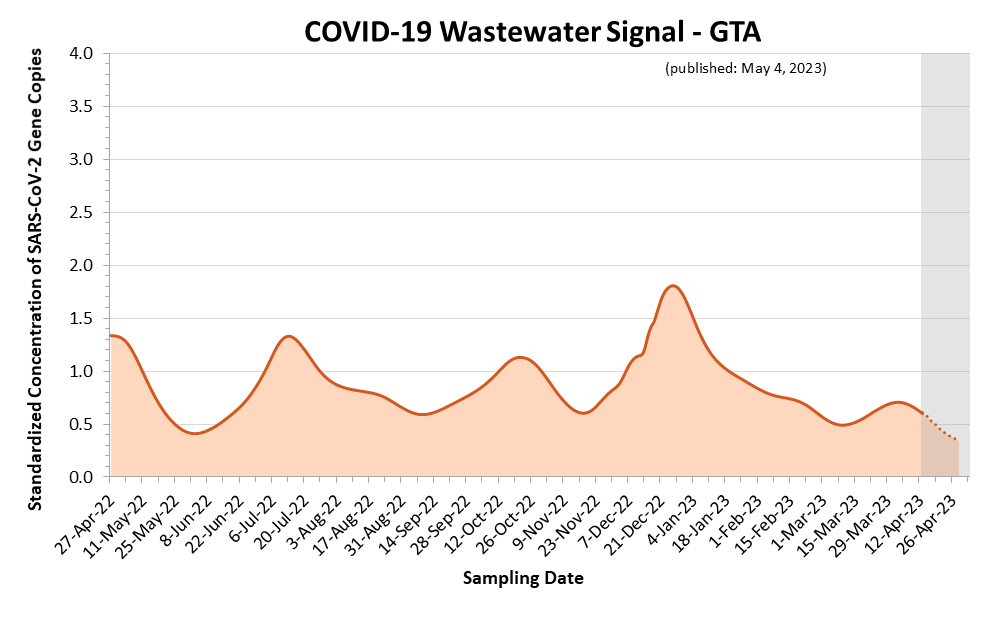 COVID-19 Wastewater Signal - GTA
(published: May 4, 2023)
Standardized Concentration of SARS-CoV-2 Gene Copies
4.0
3.5
3.0
2.5
2.0
1.5
1.0
0.5
0.0
27-Apr-22
11-May-22
25-May-22
8-Jun-22
22-Jun-22
6-Jul-22
20-Jul-22
3-Aug-22
17-Aug-22
31-Aug-22
14-Sep-22
28-Sep-22
12-Oct-22
26-Oct-22
9-Nov-22
23-Nov-22
7-Dec-22
21-Dec-22
4-Jan-23
18-Jan-23
1-Feb-23
15-Feb-23
1-Mar-23
15-Mar-23
29-Mar-23
12-Apr-23
26-Apr-23
Sampling Date